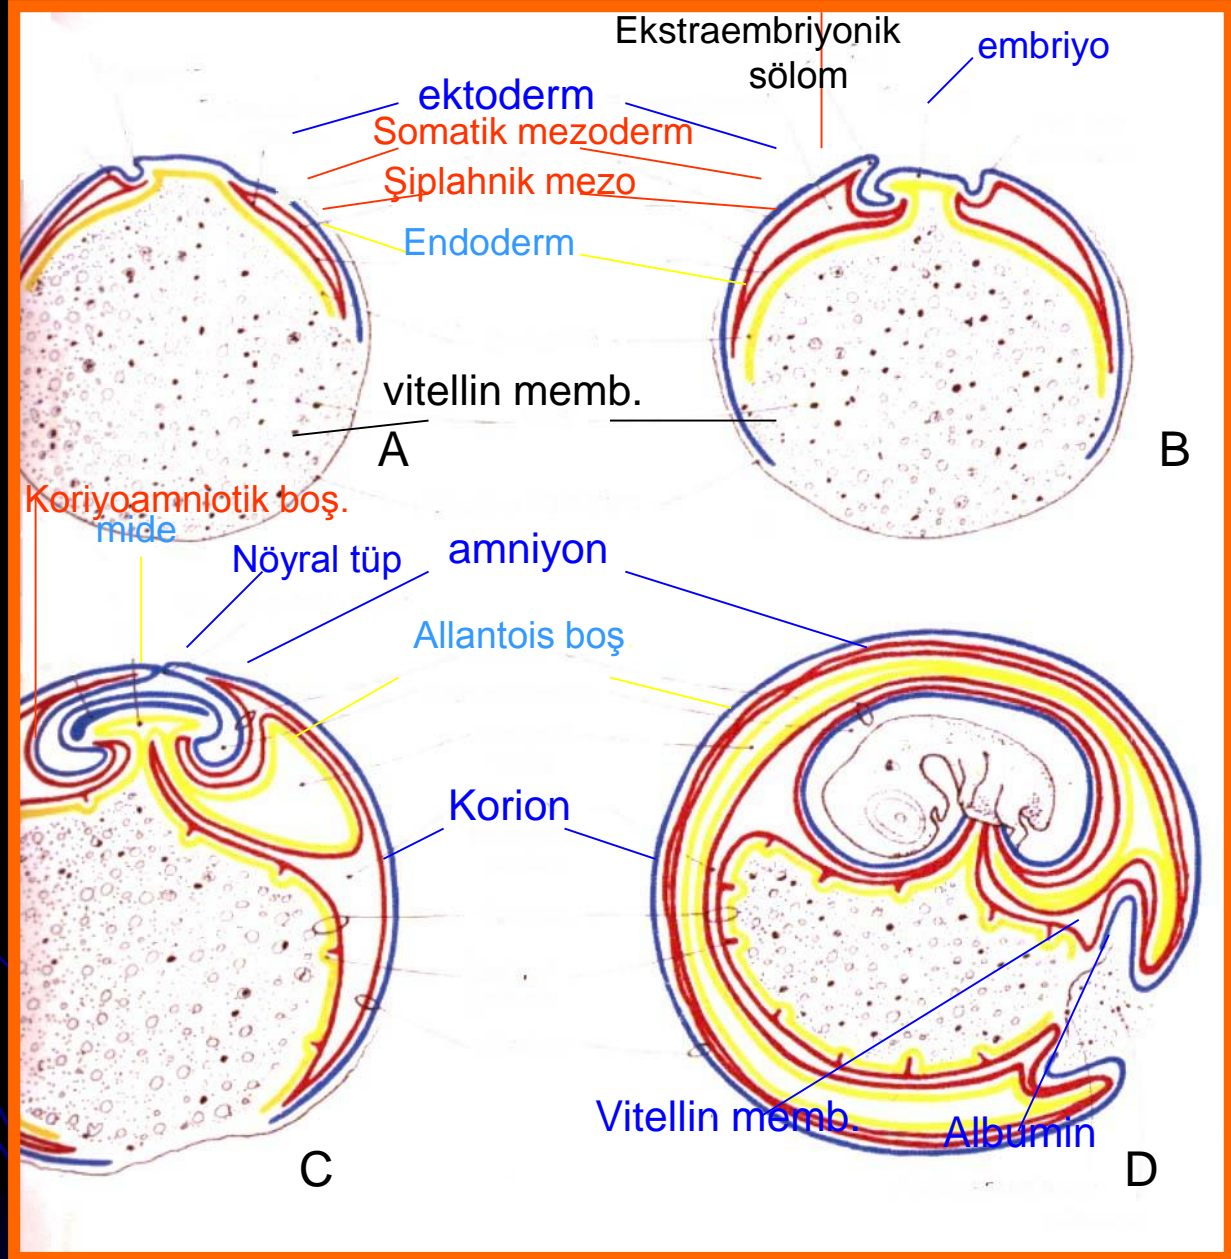 Ekstraembriyonik
sölom
embriyo
ektoderm
Somatik mezoderm
Şiplahnik mezo
Endoderm
vitellin memb.
A
B
Koriyoamniotik boş.
mide
Nöyral tüp
amniyon
Allantois boş
Korion
Vitellin memb.
Albumin
C
D